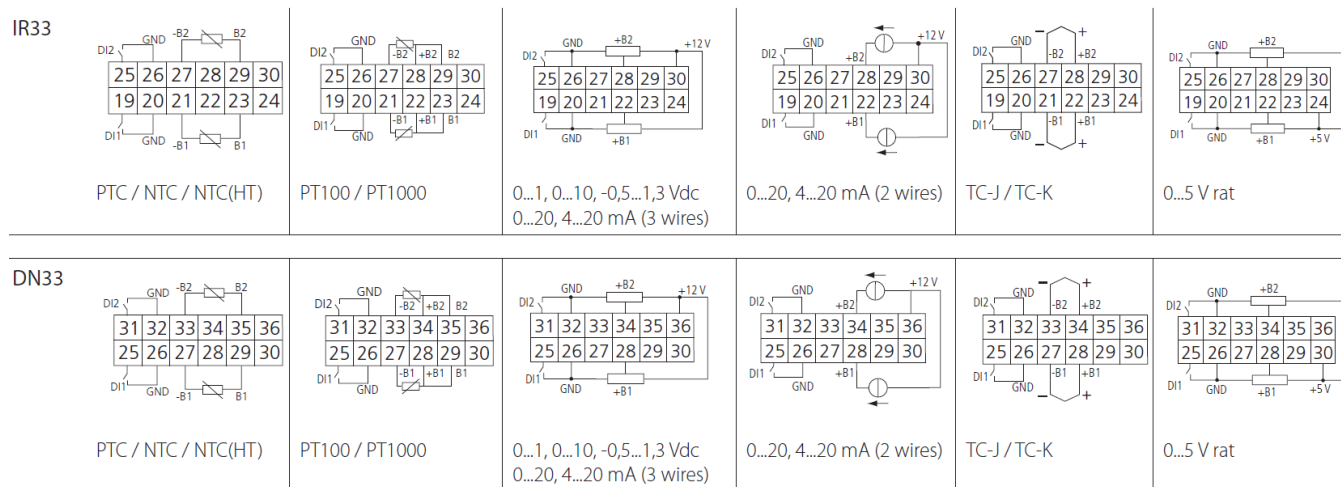 IR33
DI2 GND -B2 B2
25 26 27 28 29 30
19 20 21 22 23 24
DI1 GND -B1 B1
PTC / NTC / NTC(HT)
DI2 GND -B2 +B2 B2
25 26 27 28 29 30
19 20 21 22 23 24
DI1 GND -B1 +B1 B1
PT100 / PT1000
DI2 GND +B2 +12 V
25 26 27 28 29 30
19 20 21 22 23 24
DI1 GND +B1
0...1, 0...10, -0,5...1,3 Vdc
0...20, 4...20 mA (3 wires)
DI2 GND +B2 +12 V
25 26 27 28 29 30
19 20 21 22 23 24
DI1 GND +B1
0...20, 4...20 mA (2 wires)
DI2 GND − -B2 +B2 +
25 26 27 28 29 30
19 20 21 22 23 24
DI1 GND − -B1 +B1 +
TC-J / TC-K
DI2 GND +B2
25 26 27 28 29 30
19 20 21 22 23 24
DI1 GND +B1 +5 V
0...5 V rat
DN33
DI2 GND -B2 B2
31 32 33 34 35 36
25 26 27 28 29 30
DI1 GND -B1 B1
PTC / NTC / NTC(HT)
DI2 GND -B2 +B2 B2
31 32 33 34 35 36
25 26 27 28 29 30
DI1 GND -B1 +B1 B1
PT100 / PT1000
DI2 GND +B2 +12 V
31 32 33 34 35 36
25 26 27 28 29 30
DI1 GND +B1
0...1, 0...10, -0,5...1,3 Vdc
0...20, 4...20 mA (3 wires)
DI2 GND +B2 +12 V
31 32 33 34 35 36
25 26 27 28 29 30
DI1 GND +B1
0...20, 4...20 mA (2 wires)
DI2 GND − -B2 +B2 +
31 32 33 34 35 36
25 26 27 28 29 30
DI1 GND − -B1 +B1 +
TC-J / TC-K
DI2 GND +B2
31 32 33 34 35 36
25 26 27 28 29 30
DI1 GND +B1 +5 V
0...5 V rat